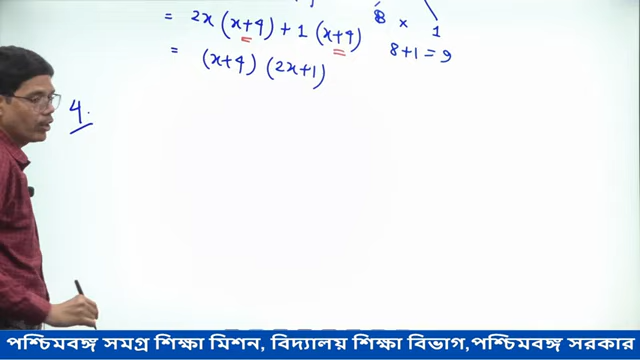 = 2x (x+4) + 1 (x+4)
8 × 1
8+1 = 9
= (x+4) (2x+1)
4.
পশ্চিমবঙ্গ সমগ্র শিক্ষা মিশন, বিদ্যালয় শিক্ষা বিভাগ,পশ্চিমবঙ্গ সরকার